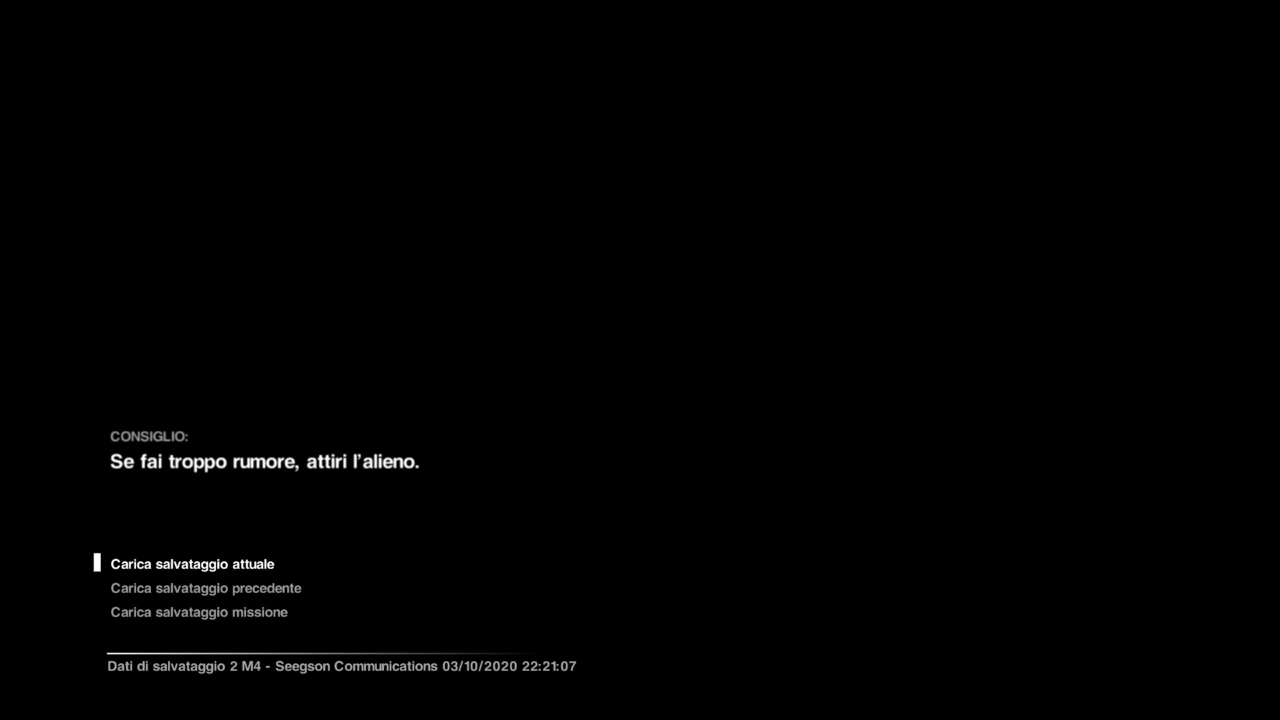 CONSIGLIO:
Se fai troppo rumore, attiri l'alieno.
Carica salvataggio attuale
Carica salvataggio precedente
Carica salvataggio missione
Dati di salvataggio 2 M4 - Seegson Communications 03/10/2020 22:21:07